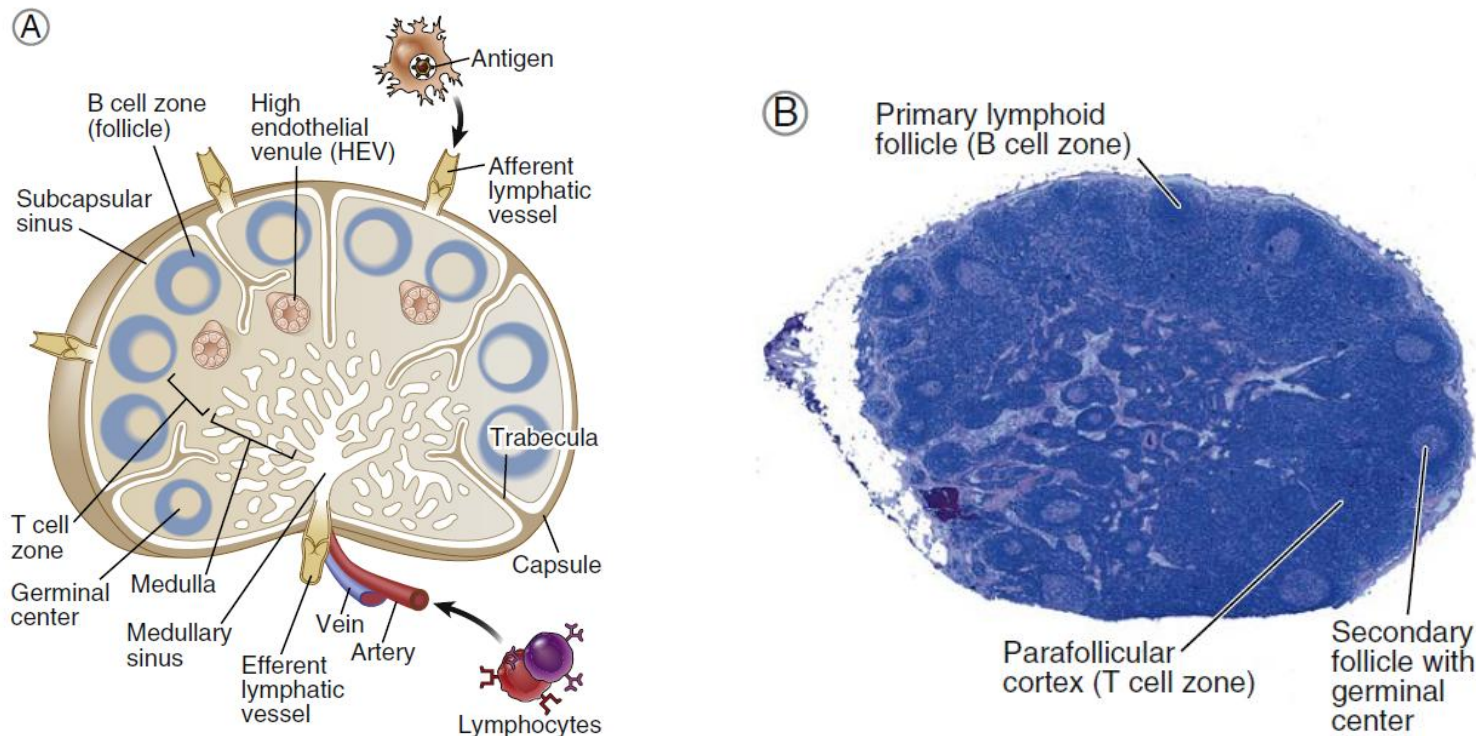 A
Antigen
B cell zone
(follicle)
High
endothelial
venule (HEV)
Afferent
lymphatic
vessel
Subcapsular
sinus
Trabecula
T cell
zone
Capsule
Germinal
center
Medulla
Vein
Medullary
sinus
Artery
Efferent
lymphatic
vessel
Lymphocytes
B
Primary lymphoid
follicle (B cell zone)
Parafollicular
cortex (T cell zone)
Secondary
follicle with
germinal
center